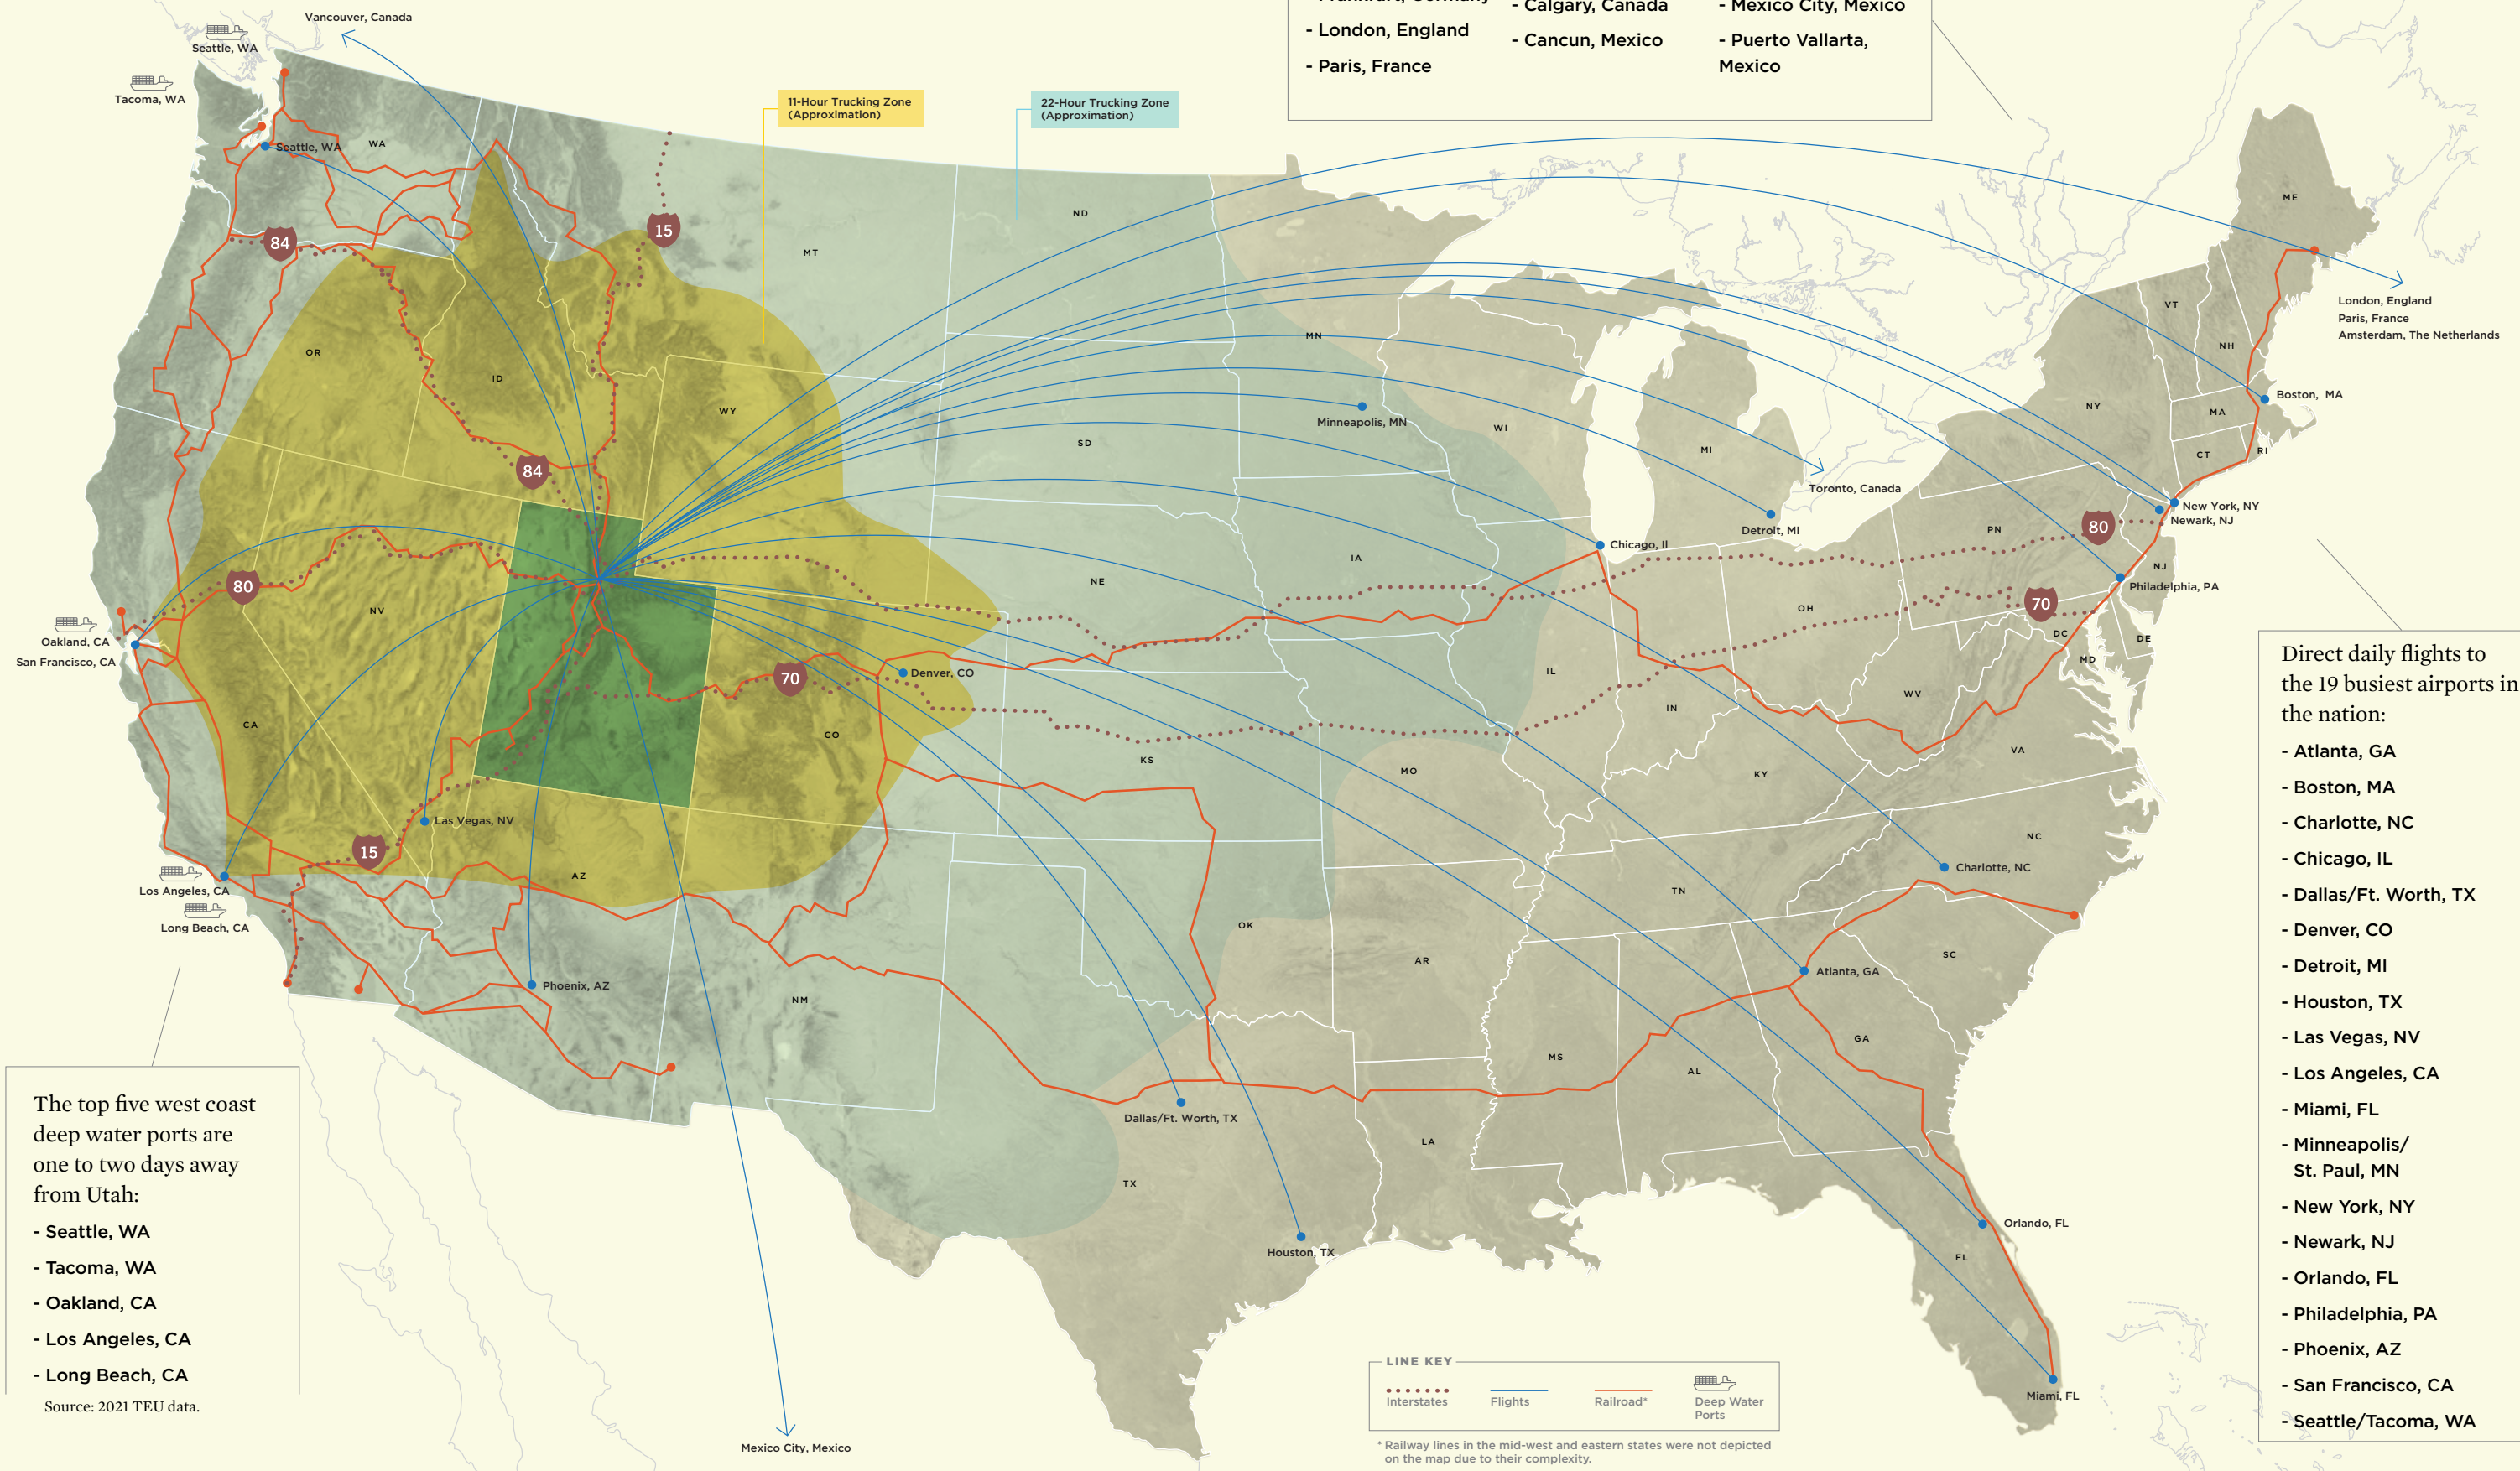 Vancouver, Canada
Seattle, WA
Tacoma, WA
Seattle, WA
- London, England
- Paris, France
- Calgary, Canada
- Cancun, Mexico
- Mexico City, Mexico
- Puerto Vallarta,
Mexico
11-Hour Trucking Zone
(Approximation)
22-Hour Trucking Zone
(Approximation)
WA
MT
ND
ME
OR
ID
WY
SD
MN
WI
MI
NY
VT
NH
MA
CT
RI
84
15
84
80
80
70
70
15
London, England
Paris, France
Amsterdam, The Netherlands
Boston, MA
Minneapolis, MN
Toronto, Canada
Detroit, MI
New York, NY
Newark, NJ
Chicago, Il
Philadelphia, PA
NV
CA
NE
IA
IL
IN
OH
PN
NJ
DC
DE
MD
WV
VA
Oakland, CA
San Francisco, CA
Denver, CO
CO
KS
MO
KY
NC
Las Vegas, NV
Los Angeles, CA
Long Beach, CA
AZ
Phoenix, AZ
NM
OK
AR
TN
SC
Charlotte, NC
Atlanta, GA
MS
AL
GA
LA
TX
Dallas/Ft. Worth, TX
Houston, TX
Orlando, FL
FL
Miami, FL
Mexico City, Mexico
The top five west coast
deep water ports are
one to two days away
from Utah:
- Seattle, WA
- Tacoma, WA
- Oakland, CA
- Los Angeles, CA
- Long Beach, CA
Source: 2021 TEU data.
Direct daily flights to
the 19 busiest airports in
the nation:
- Atlanta, GA
- Boston, MA
- Charlotte, NC
- Chicago, IL
- Dallas/Ft. Worth, TX
- Denver, CO
- Detroit, MI
- Houston, TX
- Las Vegas, NV
- Los Angeles, CA
- Miami, FL
- Minneapolis/
St. Paul, MN
- New York, NY
- Newark, NJ
- Orlando, FL
- Philadelphia, PA
- Phoenix, AZ
- San Francisco, CA
- Seattle/Tacoma, WA
LINE KEY
Interstates
Flights
Railroad*
Deep Water
Ports
* Railway lines in the mid-west and eastern states were not depicted
on the map due to their complexity.